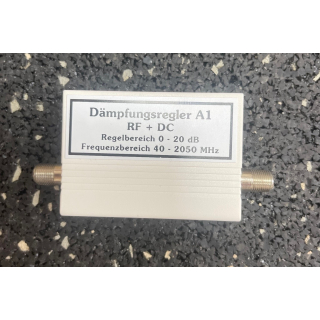 Dämpfungsregler A1
RF + DC
Regelbereich 0 - 20 dB
Frequenzbereich 40 - 2050 MHz